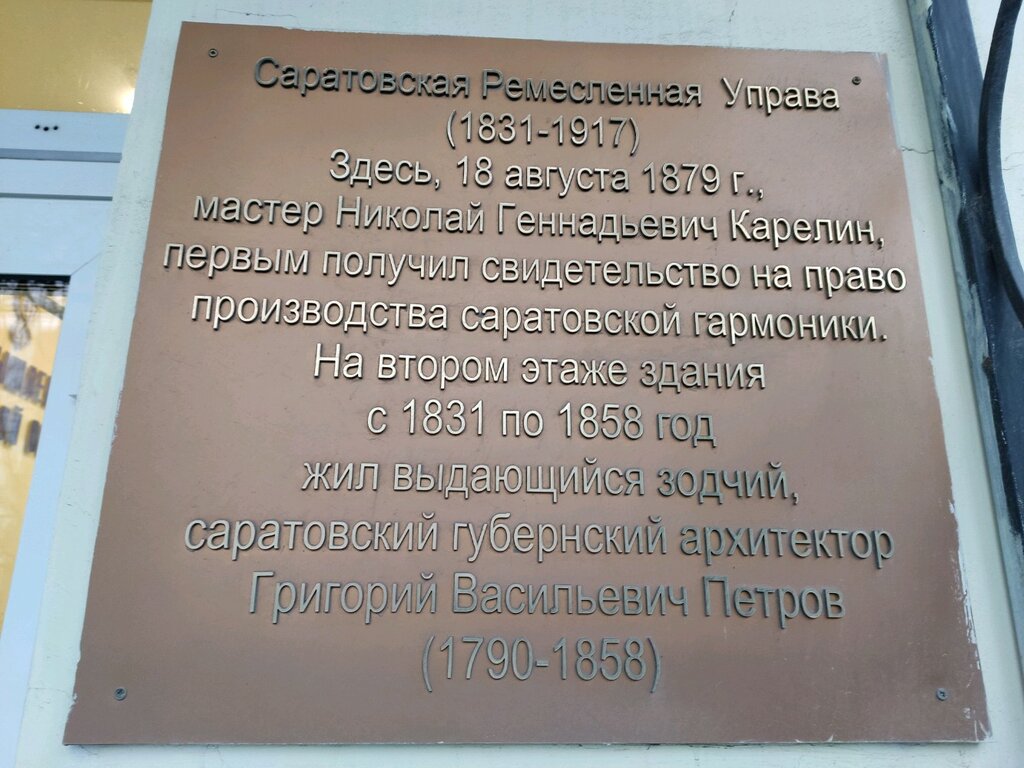 Саратовская Ремесленная Управа
(1831-1917)
Здесь, 18 августа 1879 г.,
мастер Николай Геннадьевич Карелин,
первым получил свидетельство на право
производства саратовской гармоники.
На втором этаже здания
с 1831 по 1858 год
жил выдающийся зодчий,
саратовский губернский архитектор
Григорий Васильевич Петров
(1790-1858)